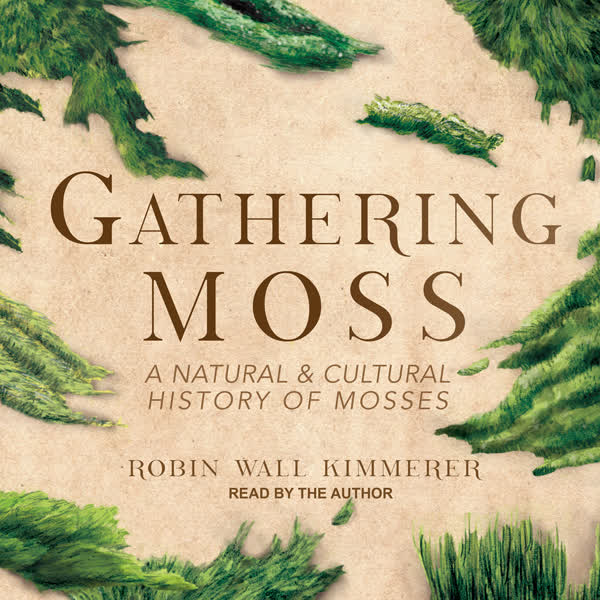 GATHERING
MOSS
A NATURAL & CULTURAL
HISTORY OF MOSSES
ROBIN WALL KIMMERER
READ BY THE AUTHOR